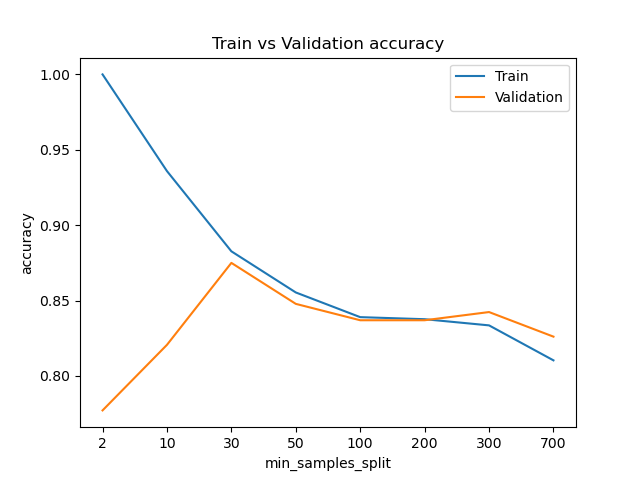 Train vs Validation accuracy
Train
Validation
accuracy
1.00
0.95
0.90
0.85
0.80
2 10 30 50 100 200 300 700
min_samples_split